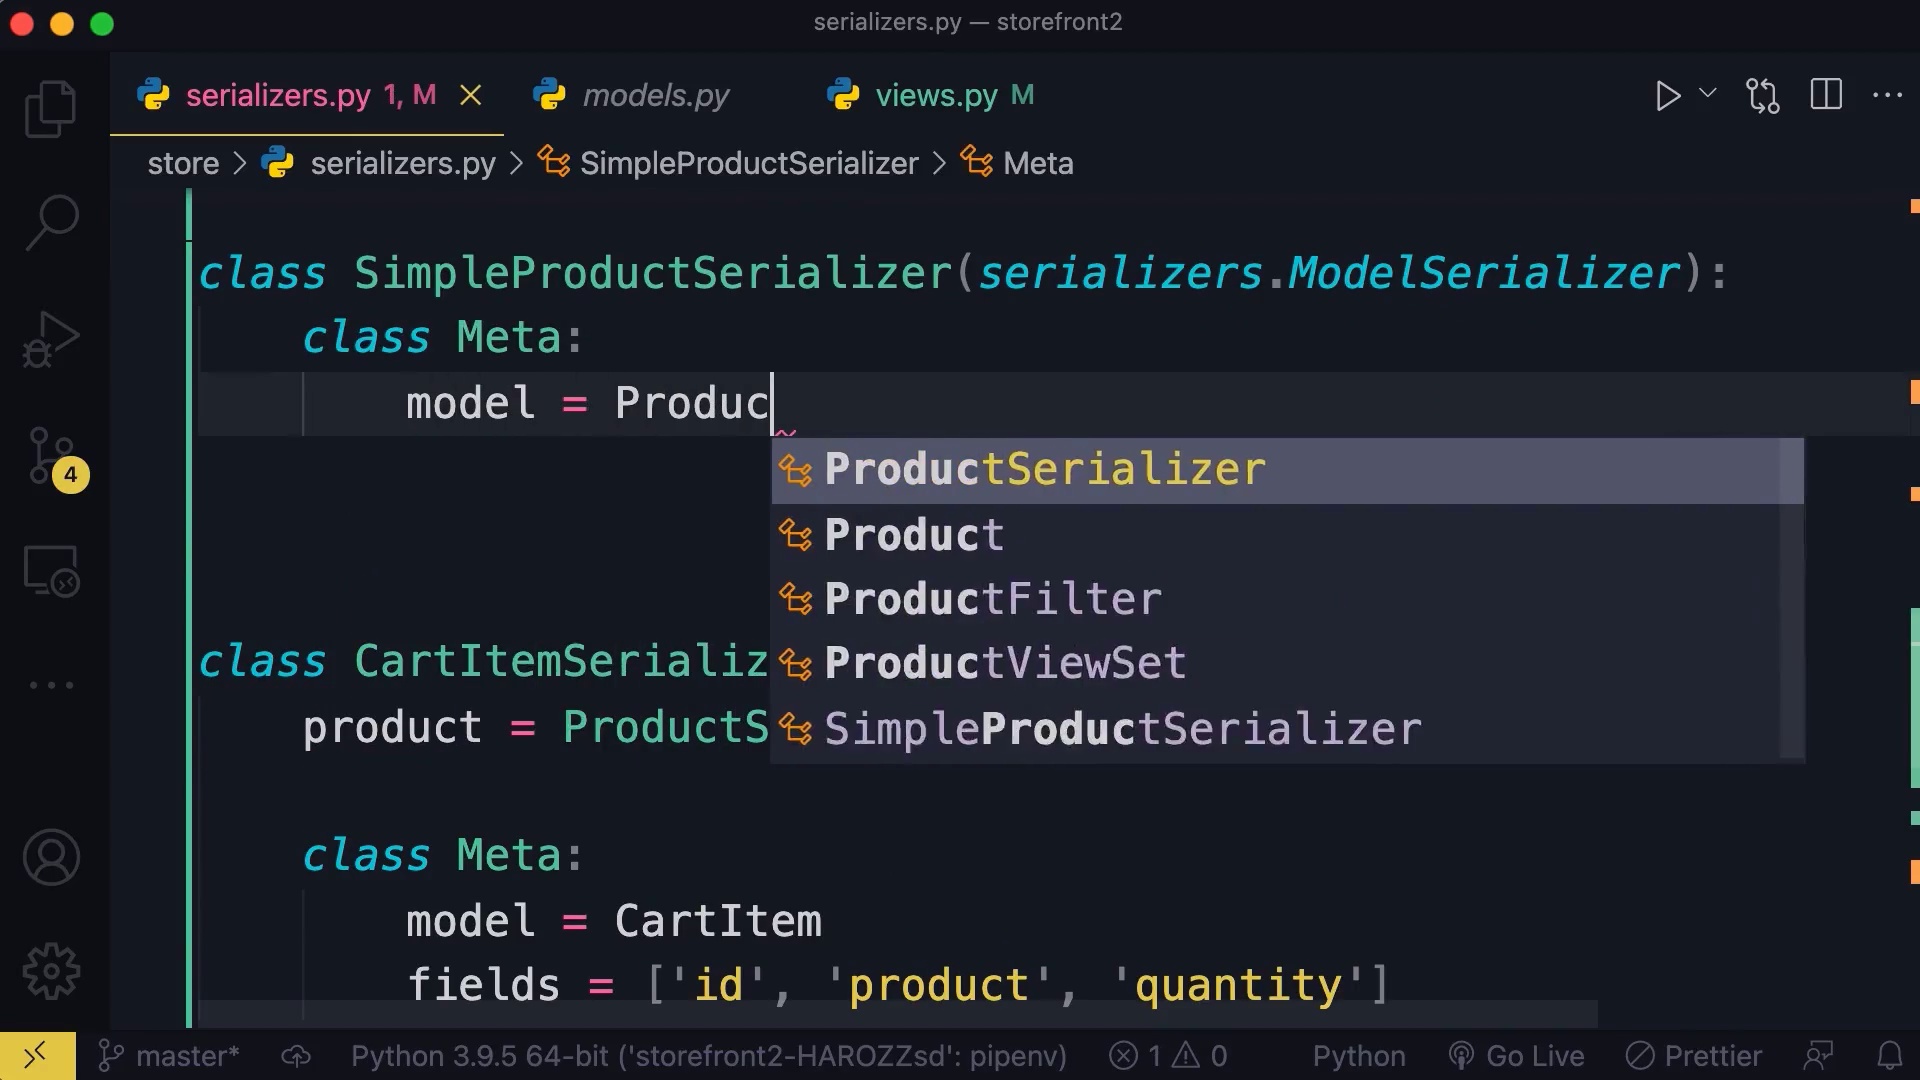 serializers.py — storefront2
serializers.py 1, M
models.py
views.py M
store > serializers.py > SimpleProductSerializer > Meta
class SimpleProductSerializer(serializers.ModelSerializer):
class Meta:
model = Produc
ProductSerializer
Product
ProductFilter
ProductViewSet
SimpleProductSerializer
class CartItemSerializ
product = ProductS
class Meta:
model = CartItem
fields = ['id', 'product', 'quantity']
4
master* Python 3.9.5 64-bit ('storefront2-HAROZZsd': pipenv) 1 0 Python Go Live Prettier